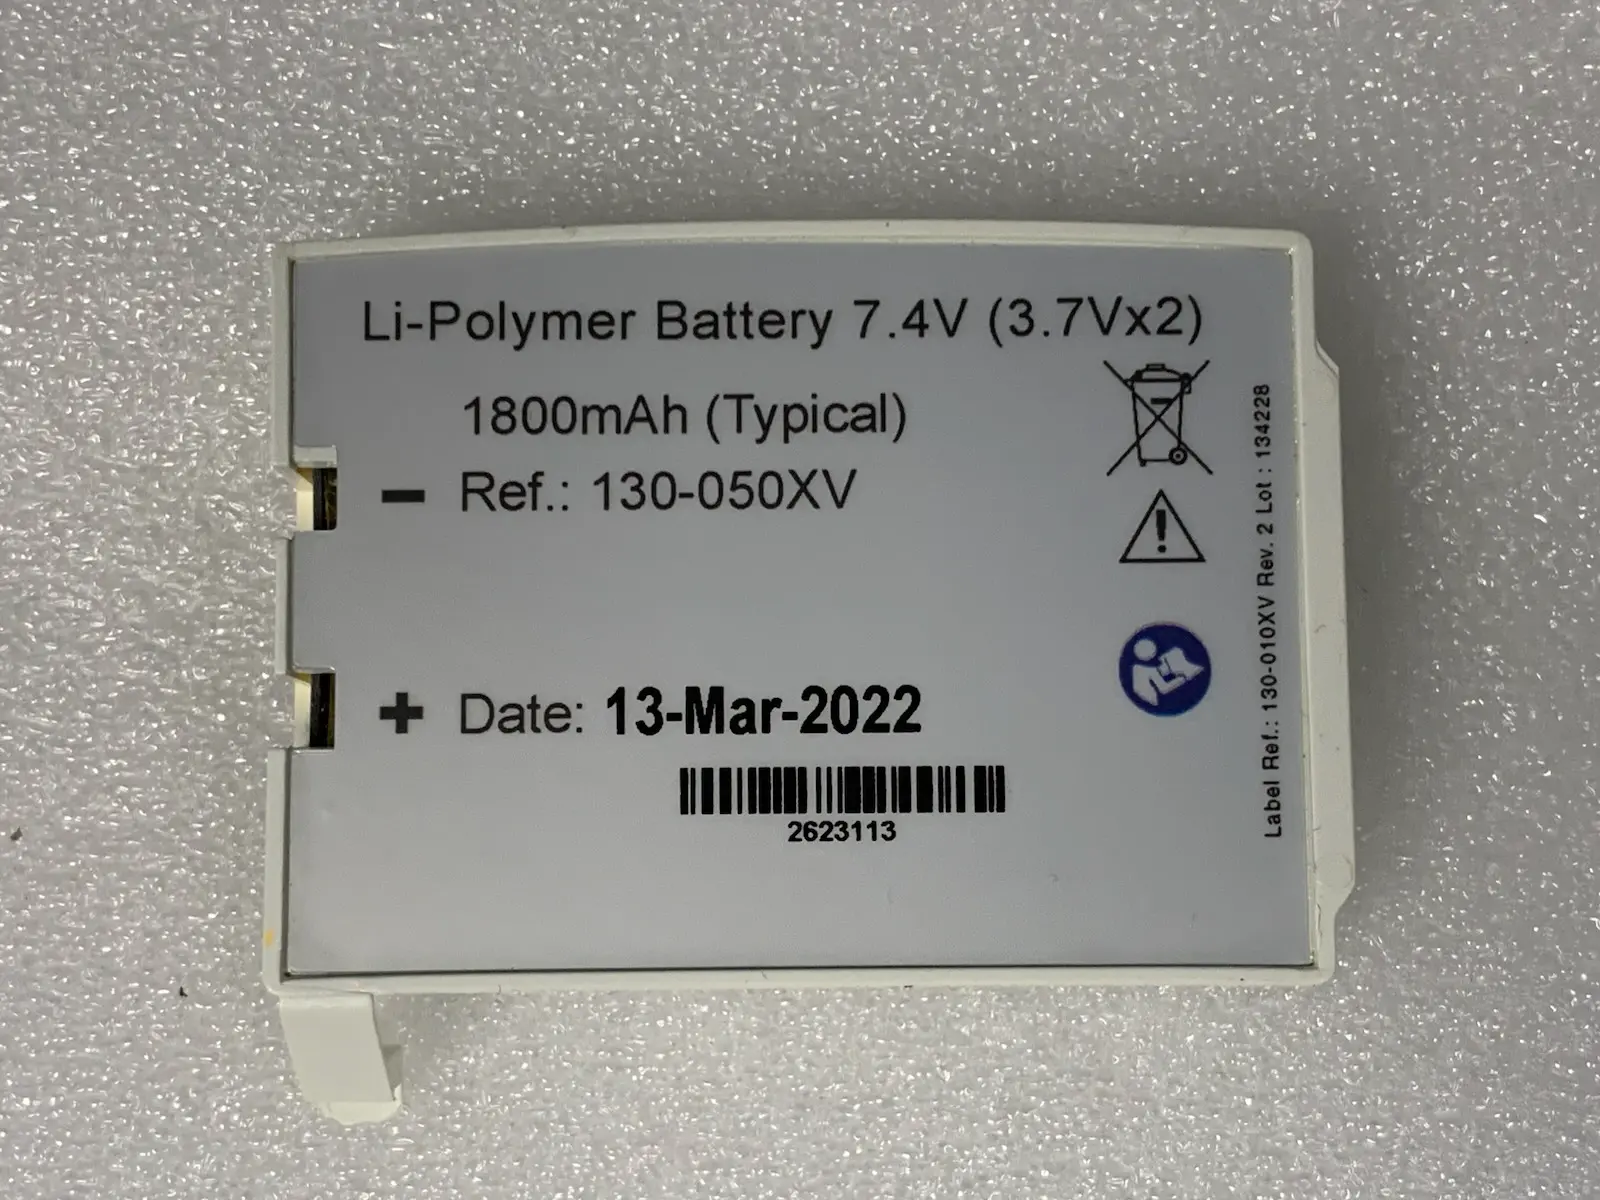 Li-Polymer Battery 7.4V (3.7Vx2)
1800mAh (Typical)
− Ref.: 130-050XV
+ Date: 13-Mar-2022
2623113
Label Ref.: 130-010XV Rev. 2 Lot : 134228